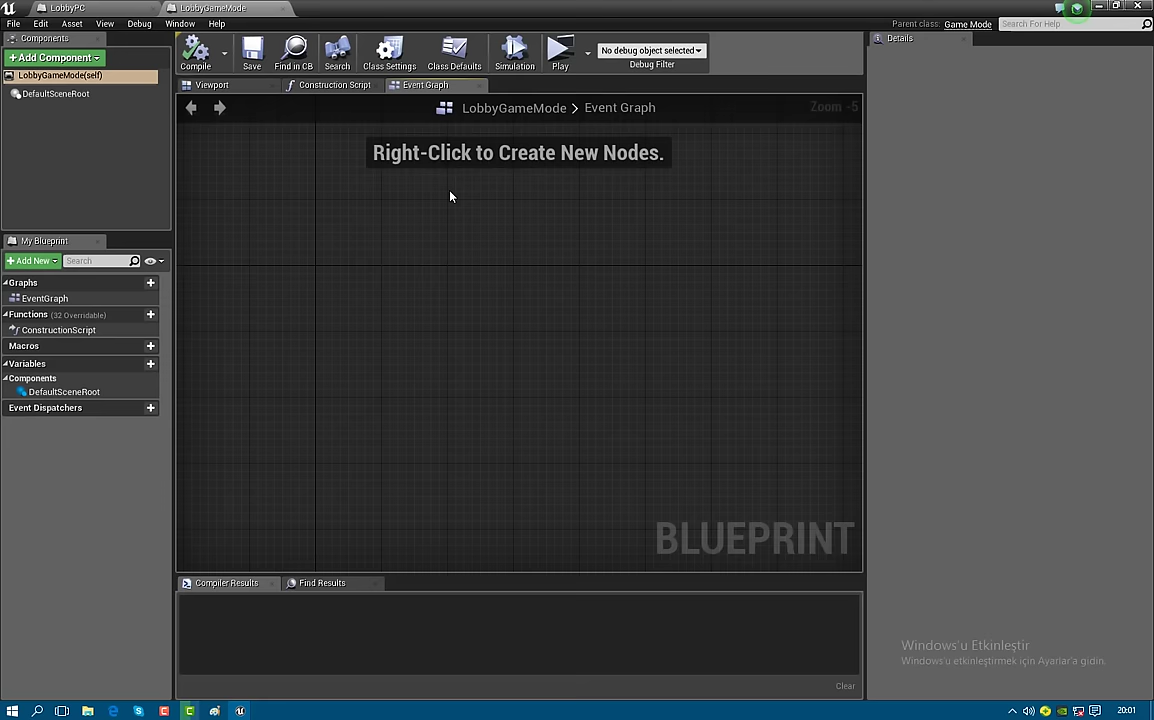 LobbyPC
LobbyGameMode
File Edit Asset View Debug Window Help
Parent class: Game Mode
Search For Help
Components
+Add Component
LobbyGameMode(self)
DefaultSceneRoot
Compile
Save
Find in CB
Search
Class Settings
Class Defaults
Simulation
Play
No debug object selected
Debug Filter
Details
Viewport
Construction Script
Event Graph
LobbyGameMode > Event Graph
Zoom -5
Right-Click to Create New Nodes.
BLUEPRINT
My Blueprint
+Add New
Search
Graphs
EventGraph
Functions (32 Overridable)
ConstructionScript
Macros
Variables
Components
DefaultSceneRoot
Event Dispatchers
Compiler Results
Find Results
Clear
Windows'u Etkinleştir
Windows'u etkinleştirmek için Ayarlar'a gidin.
20:01